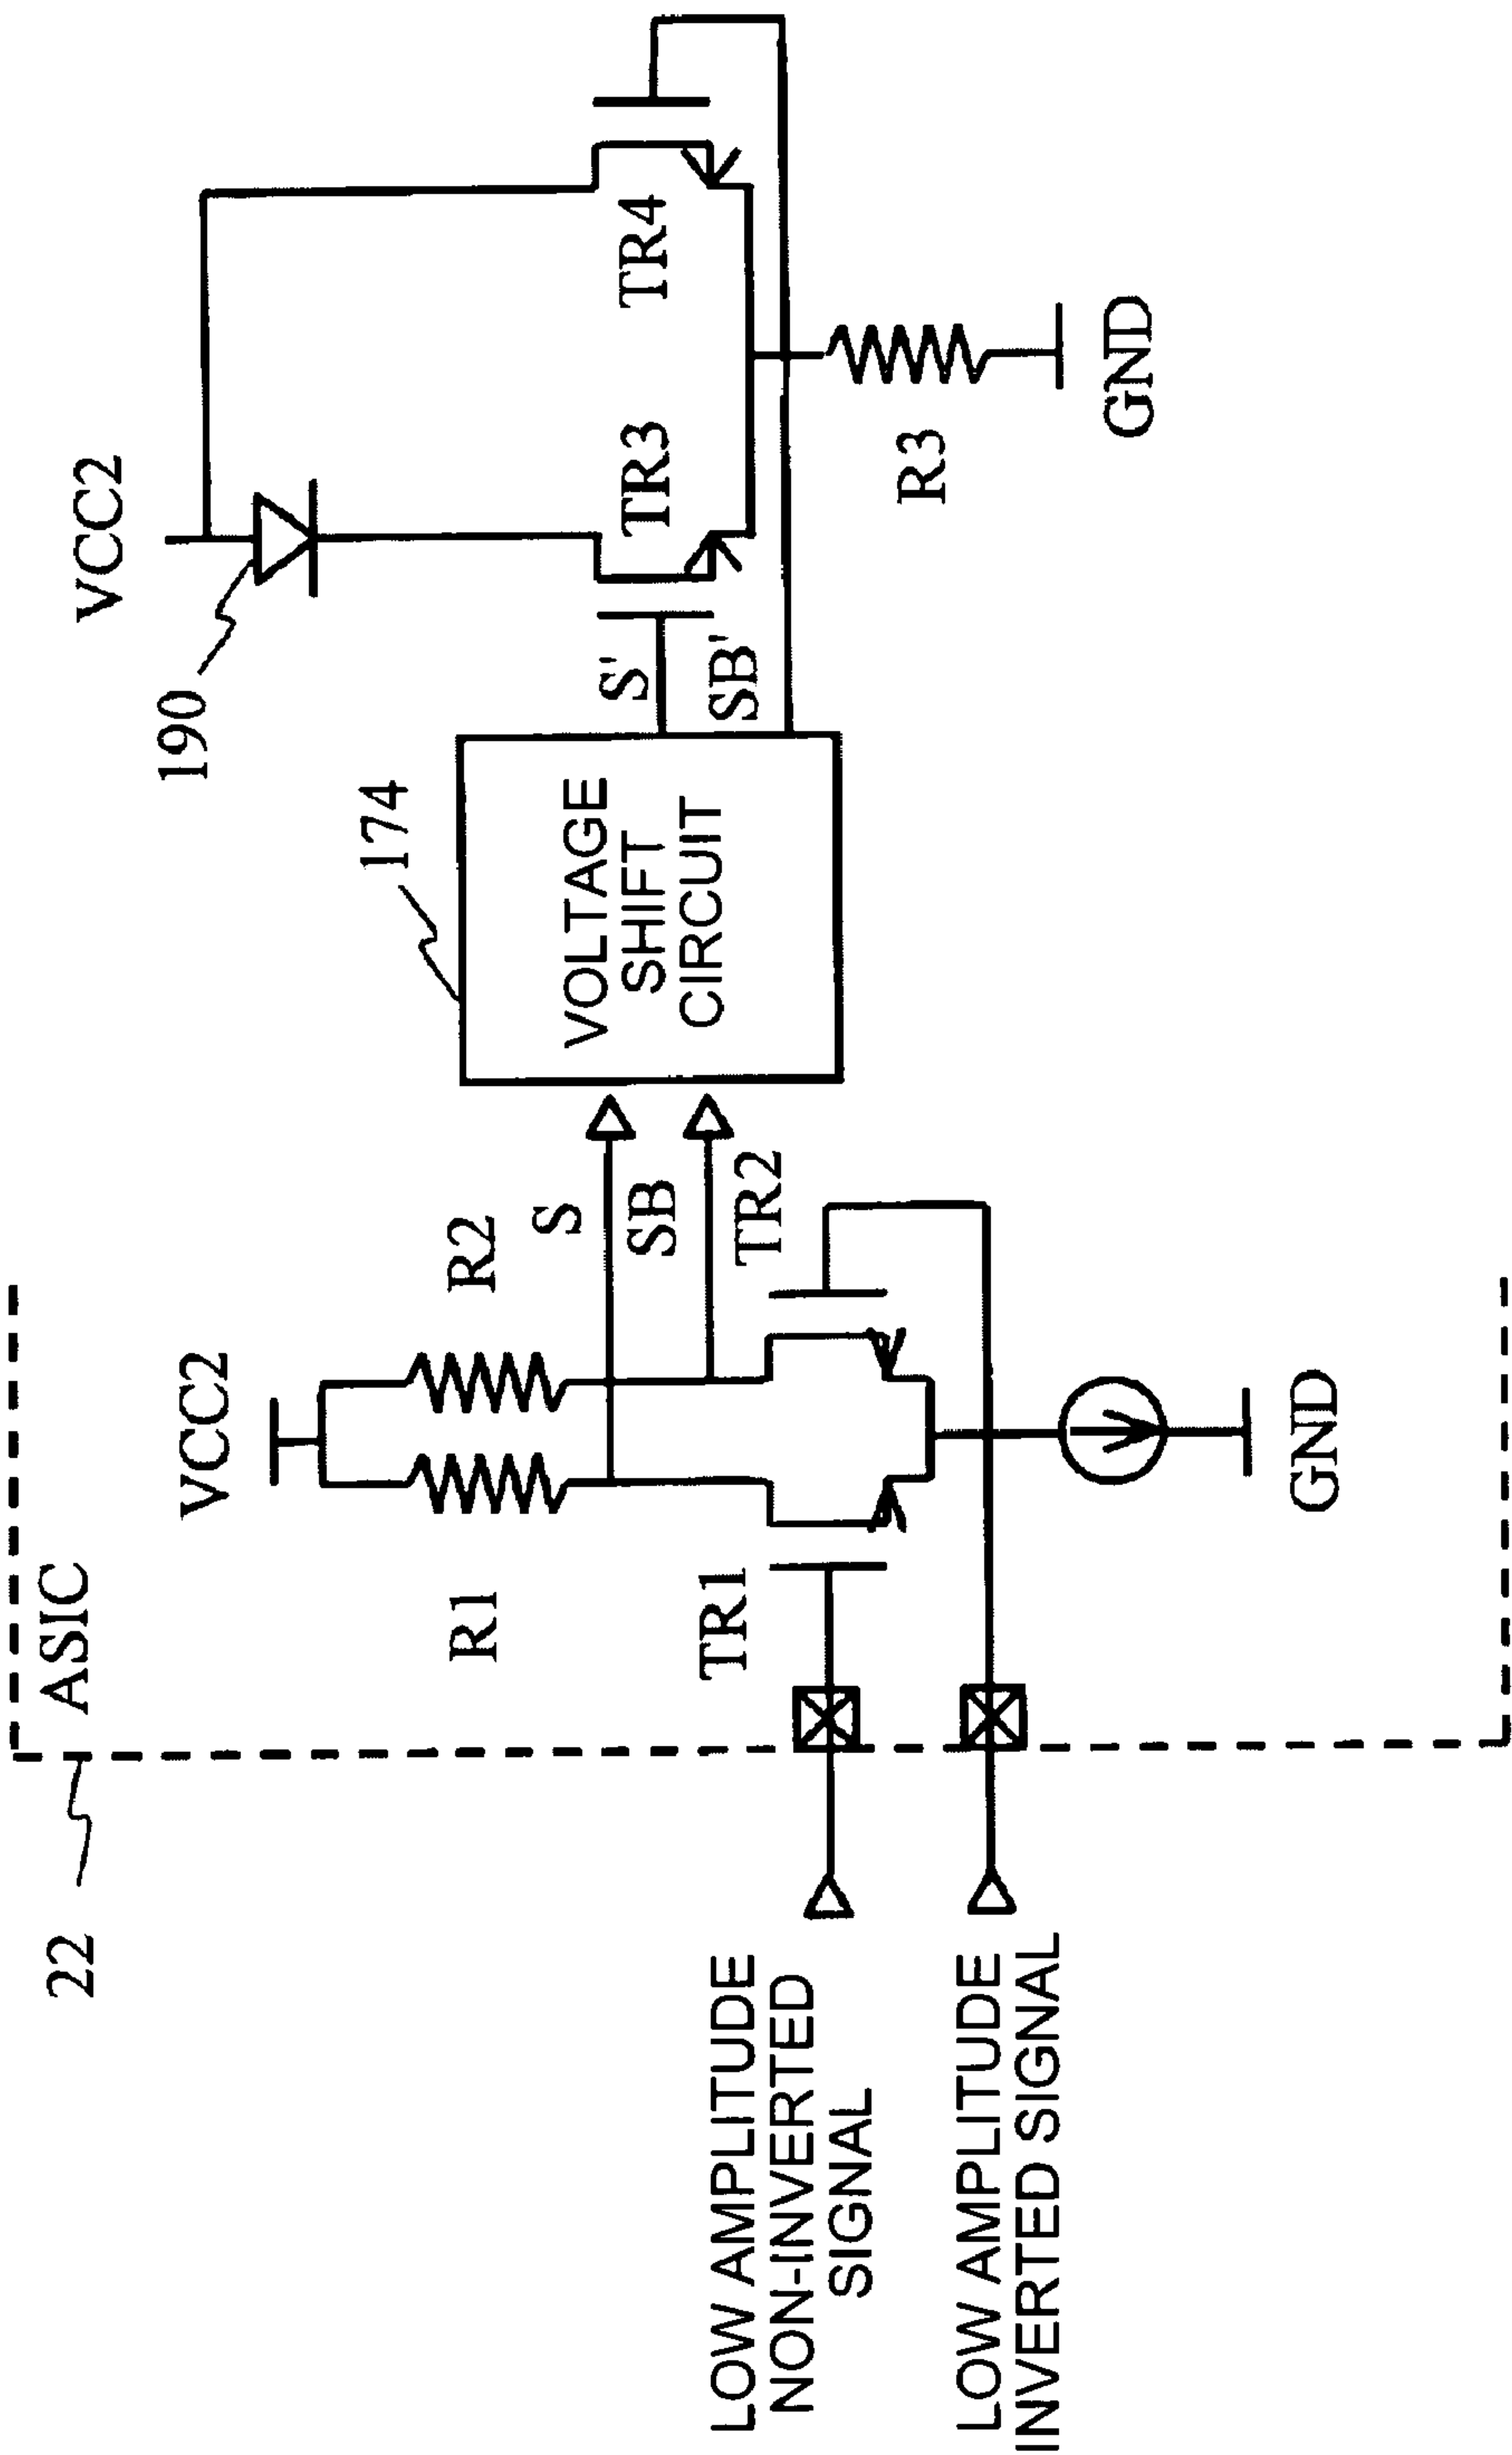 22
ASIC
LOW AMPLITUDE
NON-INVERTED
SIGNAL
LOW AMPLITUDE
INVERTED SIGNAL
VCC2
R1
R2
S
SB
TR1
TR2
GND
174
VOLTAGE
SHIFT
CIRCUIT
S'
SB'
190
VCC2
TR3
TR4
R3
GND